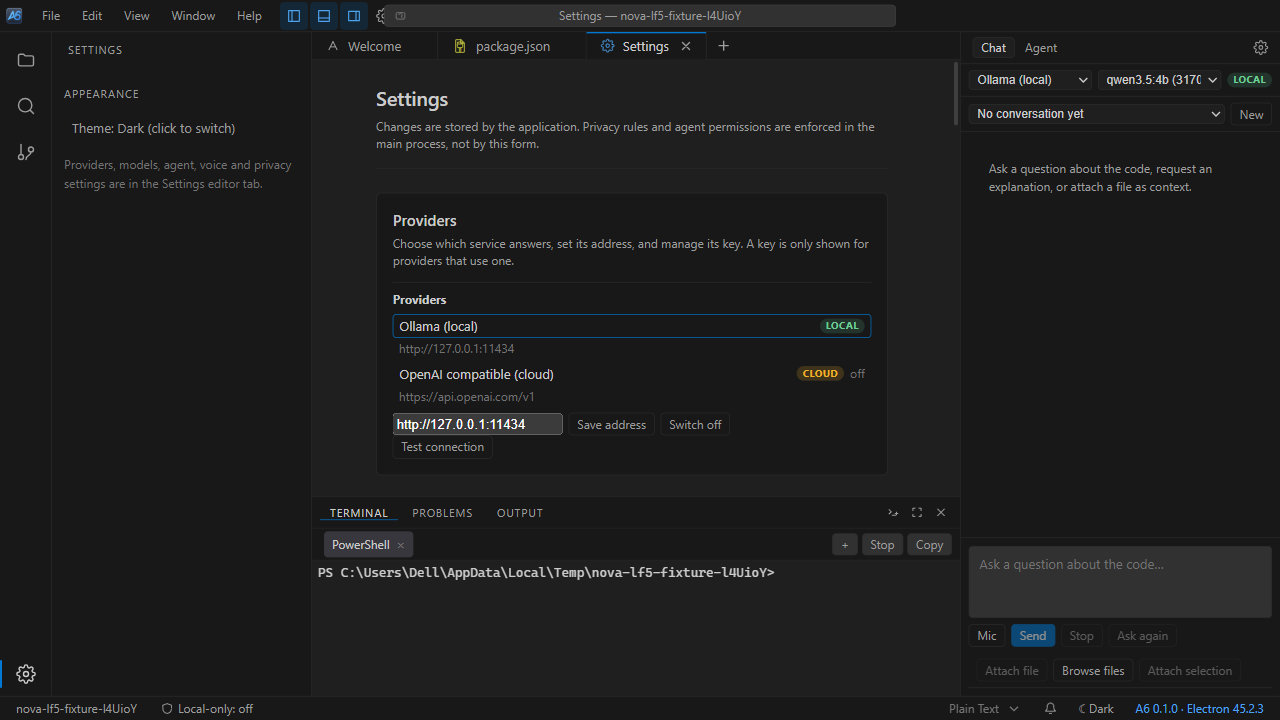 A6 File Edit View Window Help Settings — nova-lf5-fixture-l4UioY
SETTINGS
APPEARANCE
Theme: Dark (click to switch)
Providers, models, agent, voice and privacy
settings are in the Settings editor tab.
Welcome package.json Settings
Settings
Changes are stored by the application. Privacy rules and agent permissions are enforced in the
main process, not by this form.
Providers
Choose which service answers, set its address, and manage its key. A key is only shown for
providers that use one.
Providers
Ollama (local) LOCAL
http://127.0.0.1:11434
OpenAI compatible (cloud) CLOUD off
https://api.openai.com/v1
http://127.0.0.1:11434 Save address Switch off
Test connection
TERMINAL PROBLEMS OUTPUT
PowerShell + Stop Copy
PS C:\Users\Dell\AppData\Local\Temp\nova-lf5-fixture-l4UioY>
Chat Agent
Ollama (local) qwen3.5:4b (3170 LOCAL
No conversation yet New
Ask a question about the code, request an
explanation, or attach a file as context.
Ask a question about the code...
Mic Send Stop Ask again
Attach file Browse files Attach selection
nova-lf5-fixture-l4UioY Local-only: off Plain Text Dark A6 0.1.0 · Electron 45.2.3